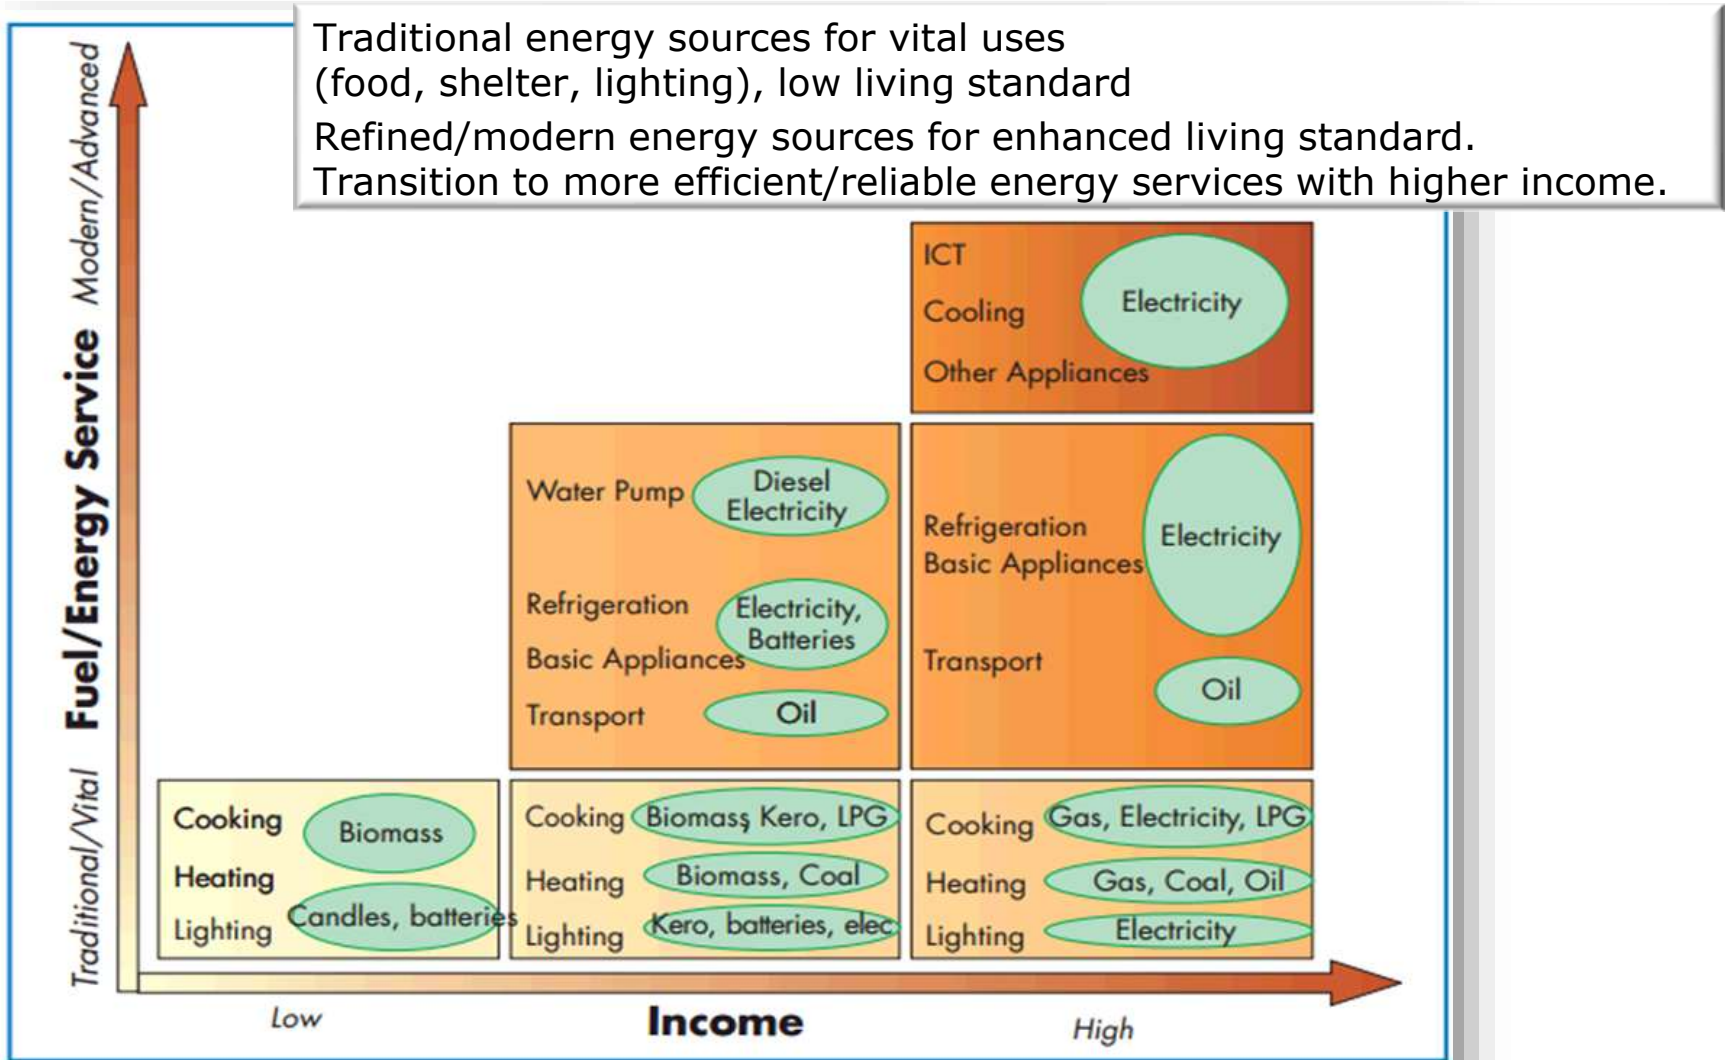 Traditional energy sources for vital uses
(food, shelter, lighting), low living standard
Refined/modern energy sources for enhanced living standard.
Transition to more efficient/reliable energy services with higher income.
Fuel/Energy Service
Modern/Advanced
Traditional/Vital
ICT
Cooling
Other Appliances
Electricity
Water Pump
Diesel
Electricity
Refrigeration
Basic Appliances
Electricity,
Batteries
Transport
Oil
Refrigeration
Basic Appliances
Electricity
Transport
Oil
Cooking
Heating
Biomass
Lighting
Candles, batteries
Cooking
Biomass, Kero, LPG
Heating
Biomass, Coal
Lighting
Kero, batteries, elec
Cooking
Gas, Electricity, LPG
Heating
Gas, Coal, Oil
Lighting
Electricity
Low
Income
High